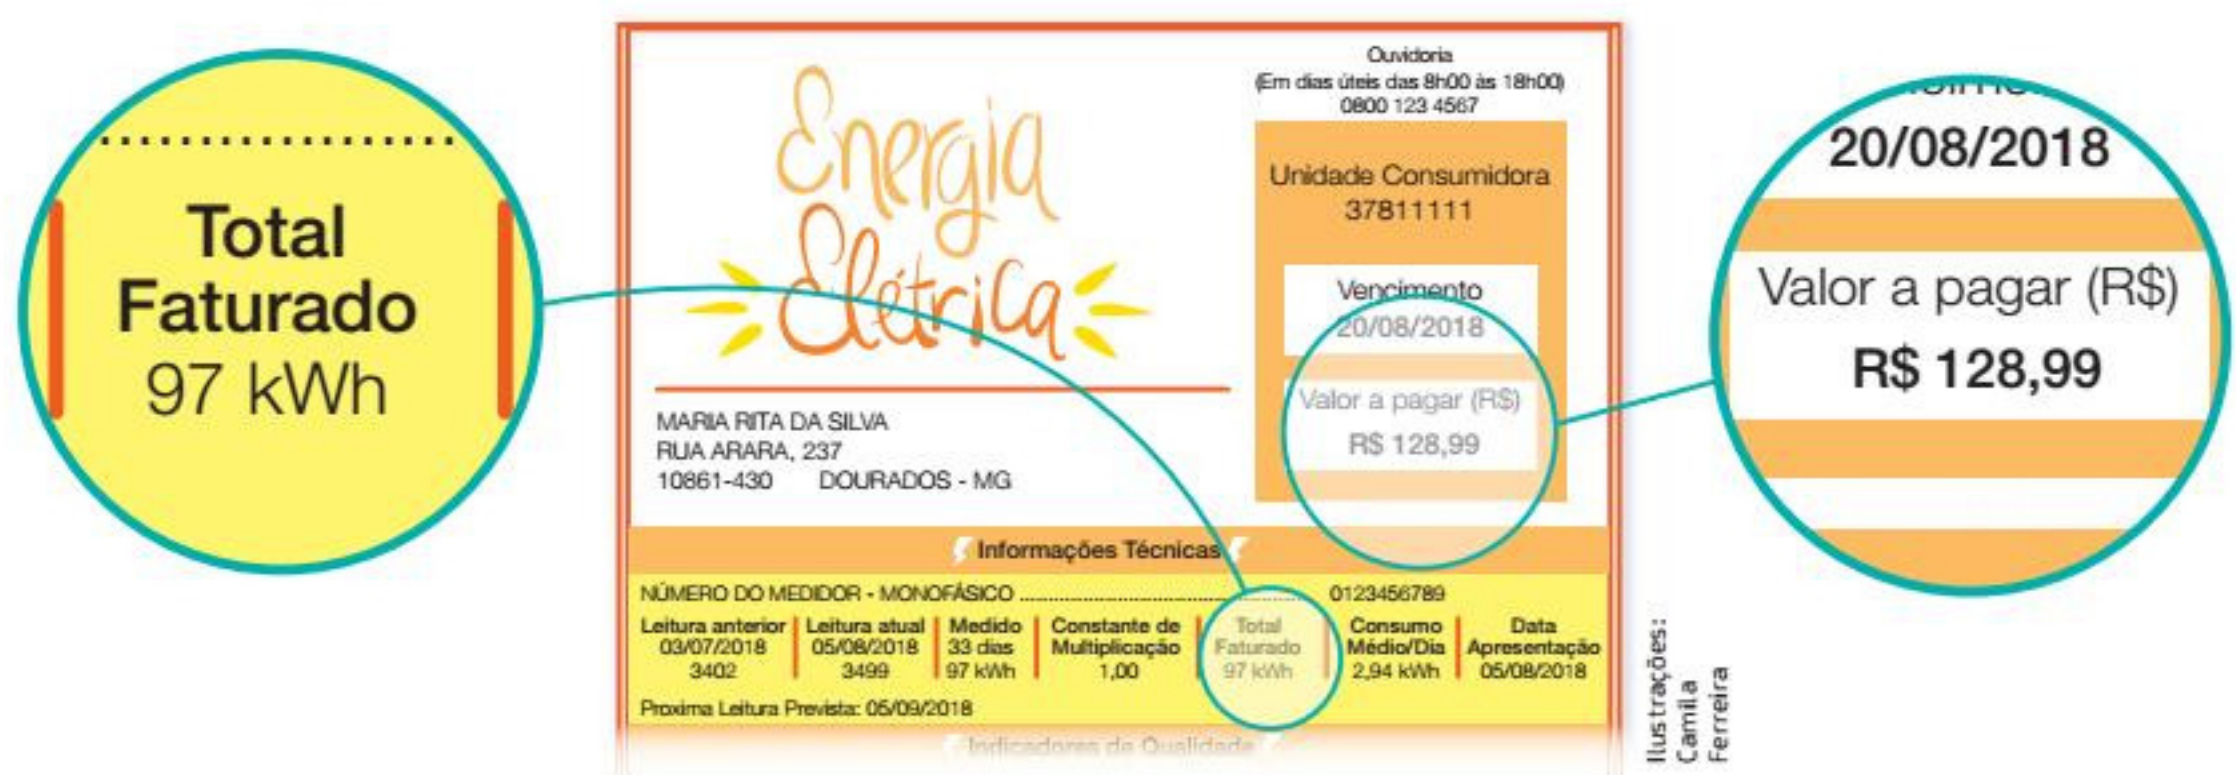 Total
Faturado
97 kWh
Energia
Elétrica
Ouvidoria
(Em dias úteis das 8h00 às 18h00)
0800 123 4567
Unidade Consumidora
37811111
Vencimento
20/08/2018
Valor a pagar (R$)
R$ 128,99
MARIA RITA DA SILVA
RUA ARARA, 237
10861-430 DOURADOS - MG
Informações Técnicas
NÚMERO DO MEDIDOR - MONOFÁSICO ........................................ 0123456789
Leitura anterior
03/07/2018
3402
Leitura atual
05/08/2018
3499
Medido
33 dias
97 kWh
Constante de
Multiplicação
1,00
Total
Faturado
97 kWh
Consumo
Médio/Dia
2,94 kWh
Data
Apresentação
05/08/2018
Proxima Leitura Prevista: 05/09/2018
Indicadores de Qualidade
20/08/2018
Valor a pagar (R$)
R$ 128,99
Ilustrações:
Camila
Ferreira